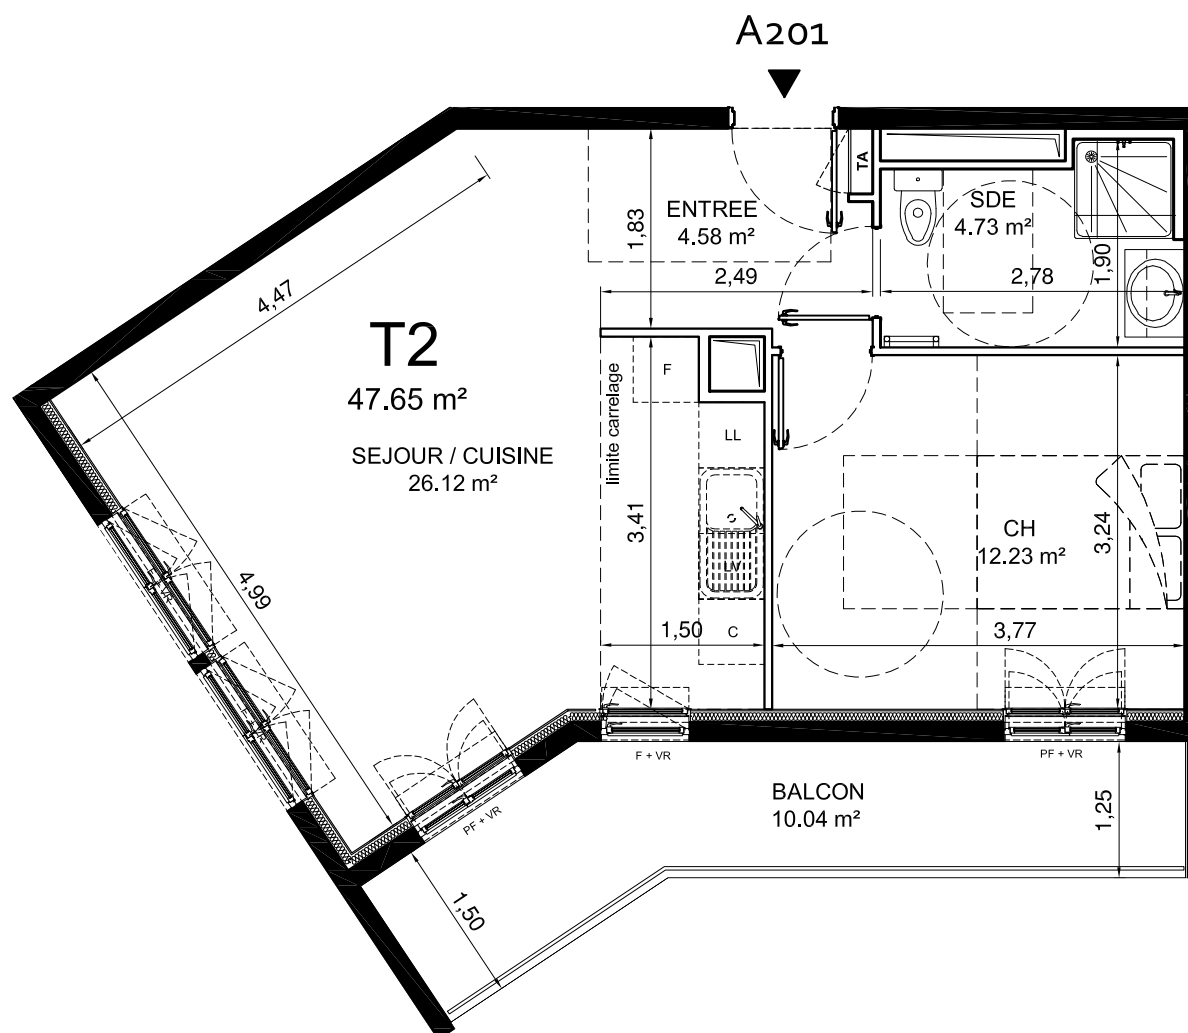 A201
TA
ENTREE
4.58 m²
SDE
4.73 m²
1,83
1,90
2,49
2,78
4,47
T2
47.65 m²
SEJOUR / CUISINE
26.12 m²
F
limite carrelage
LL
3,41
S
LV
CH
12.23 m²
3,24
4,99
VR
1,50
C
3,77
F + VR
PF + VR
PF + VR
BALCON
10.04 m²
1,25
1,50